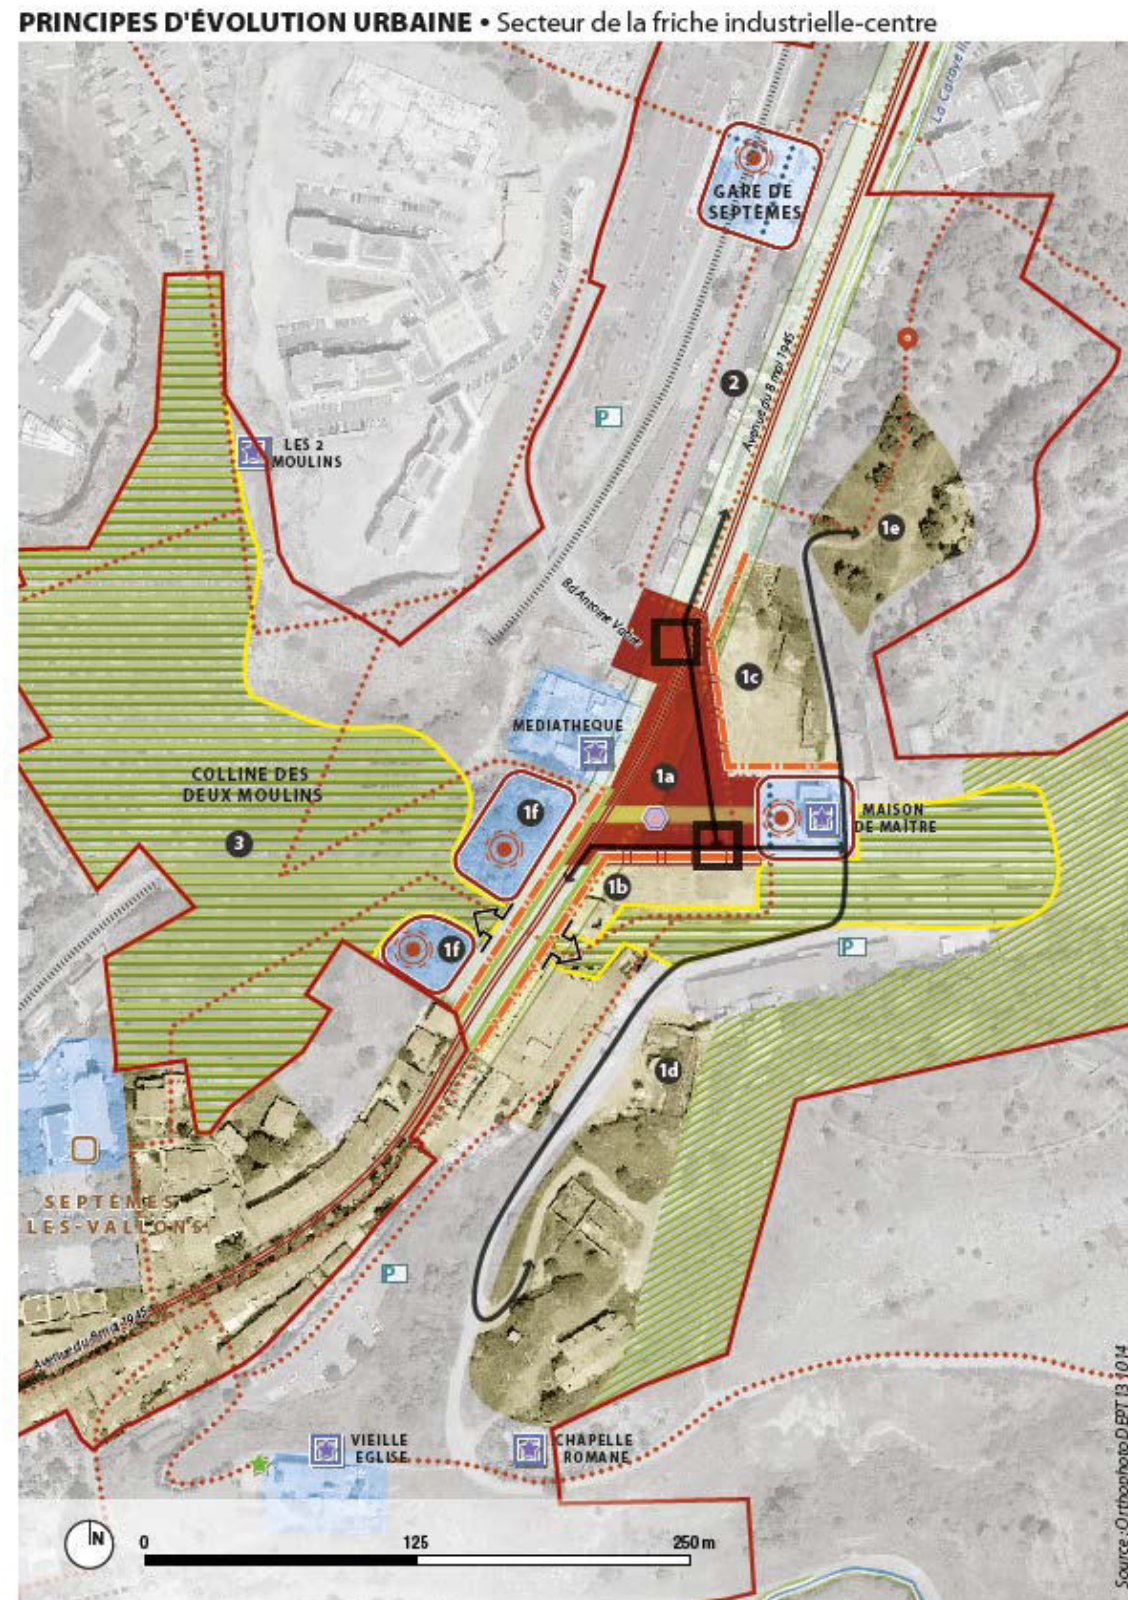 PRINCIPES D'ÉVOLUTION URBAINE • Secteur de la friche industrielle-centre
La Caravelle
GARE DE
SEPTÈMES
2
Avenue du 8 mai 1945
P
LES 2
MOULINS
1e
Bd Antoine
1c
MEDIATHEQUE
1a
COLLINE DES
DEUX MOULINS
1f
MAISON
DE MAÎTRE
3
1b
1f
P
1d
SEPTÈMES
LES-VALLONS
P
Avenue du 8 mai 1945
VIEILLE
EGLISE
CHAPELLE
ROMANE
N
0 125 250 m
Source : Orthophoto DEPT 13 10 14